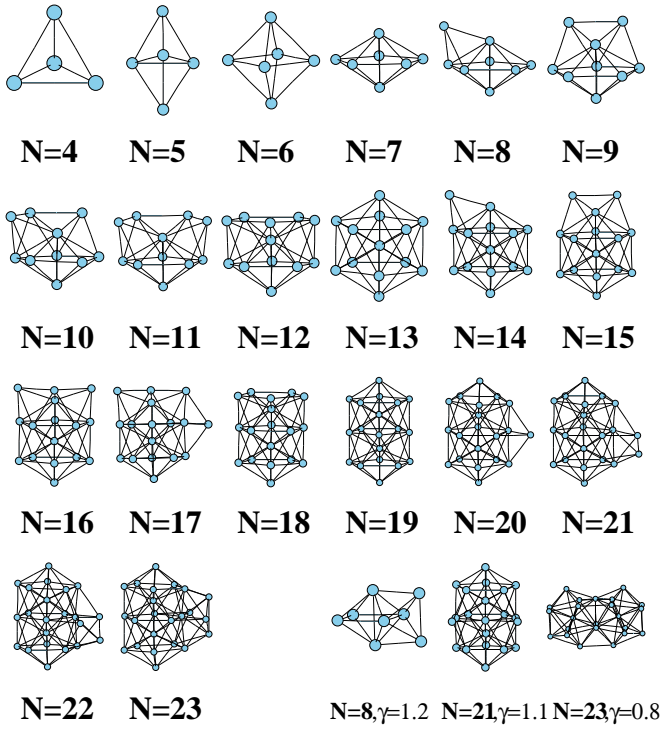 N=4 N=5 N=6 N=7 N=8 N=9
N=10 N=11 N=12 N=13 N=14 N=15
N=16 N=17 N=18 N=19 N=20 N=21
N=22 N=23 N=8,γ=1.2 N=21,γ=1.1 N=23,γ=0.8